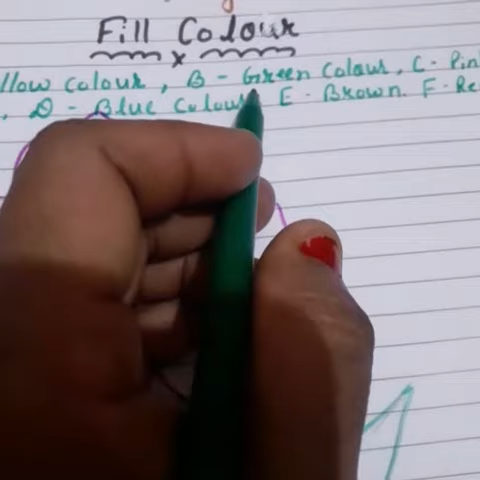 Fill Colour
x
llow Colour, B - Green Colour, C - Pin
, D - Blue Colour E - Brown. F - Re